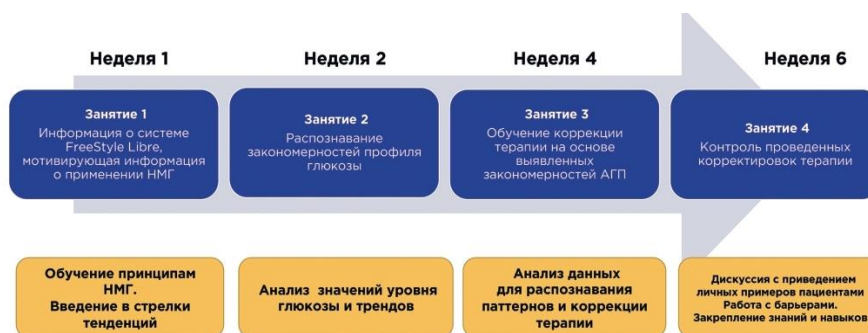 Неделя 1
Неделя 2
Неделя 4
Неделя 6
Занятие 1
Информация о системе
FreeStyle Libre,
мотивирующая информация
о применении НМГ
Занятие 2
Распознавание
закономерностей профиля
глюкозы
Занятие 3
Обучение коррекции
терапии на основе
выявленных
закономерностей АГП
Занятие 4
Контроль проведенных
корректировок терапии
Обучение принципам
НМГ.
Введение в стрелки
тенденций
Анализ значений уровня
глюкозы и трендов
Анализ данных
для распознавания
паттернов и коррекции
терапии
Дискуссия с приведением
личных примеров пациентами
Работа с барьерами.
Закрепление знаний и навыков